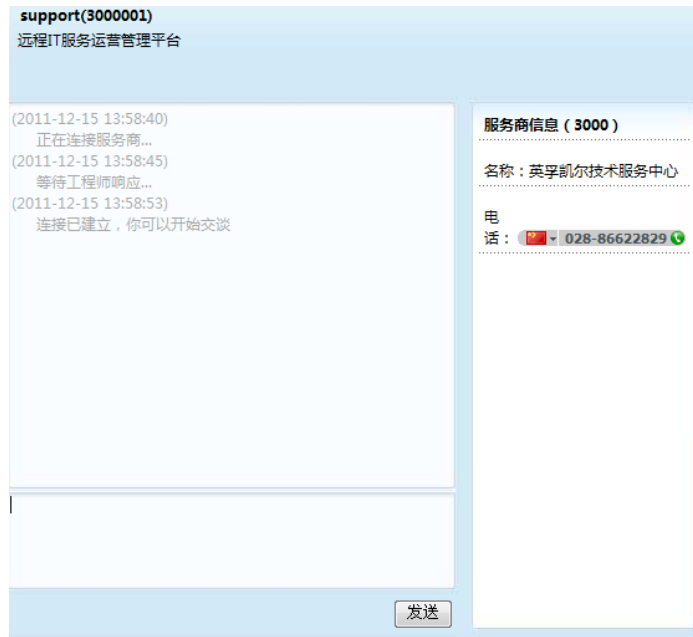 support(3000001)
远程IT服务运营管理平台
(2011-12-15 13:58:40)
正在连接服务商...
(2011-12-15 13:58:45)
等待工程师响应...
(2011-12-15 13:58:53)
连接已建立，你可以开始交谈
发送
服务商信息（3000）
名称：英孚凯尔技术服务中心
电
话： 028-86622829